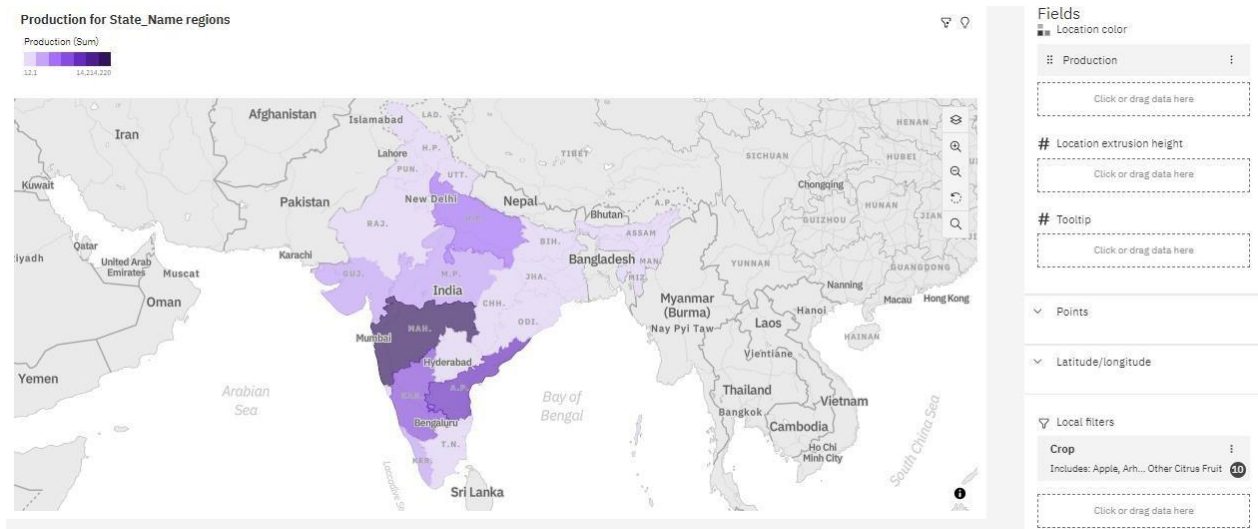 Production for State_Name regions
Production (Sum)
12.1 14,214,220
Afghanistan
Islamabad
LAD.
HENAN
Iran
Lahore
H.P.
TIBET
SICHUAN
HUBEI
PUN.
UTT.
Kuwait
Chongqing
New Delhi
Nepal
Pakistan
HUNAN
A.P.
Bhutan
GUIZHOU
JIAN
RAJ.
U.P.
ASSAM
BIH.
Qatar
Karachi
Bangladesh
MAN.
YUNNAN
GUANGDONG
iyadh
United Arab
Emirates
Muscat
GUJ.
M.P.
JHA.
MIZ.
India
Nanning
Oman
CHH.
Myanmar
(Burma)
Macau
Hong Kong
Hanoi
ODI.
Laos
MAH.
Nay Pyi Taw
Mumbai
HAINAN
Vientiane
Hyderabad
Yemen
Arabian
Sea
A.P.
Bay of
Bengal
Thailand
Vietnam
KAR.
Bangkok
Bengaluru
Cambodia
T.N.
Ho Chi
Minh City
KER.
South China Sea
Laccadive Se
Sri Lanka
Fields
Location color
Production
Click or drag data here
# Location extrusion height
Click or drag data here
# Tooltip
Click or drag data here
Points
Latitude/longitude
Local filters
Crop
Includes: Apple, Arh... Other Citrus Fruit 10
Click or drag data here